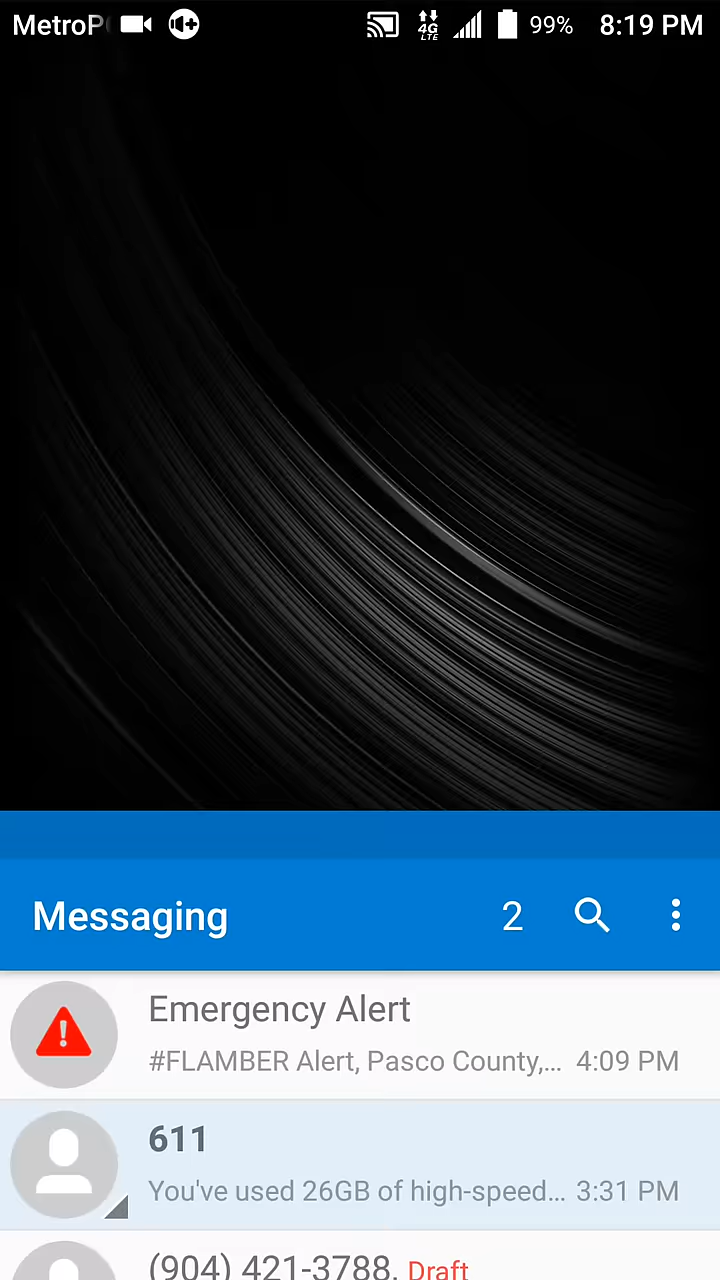 MetroP 4G LTE 99% 8:19 PM
Messaging 2
Emergency Alert
#FLAMBER Alert, Pasco County,... 4:09 PM
611
You've used 26GB of high-speed... 3:31 PM
(904) 421-3788, Draft